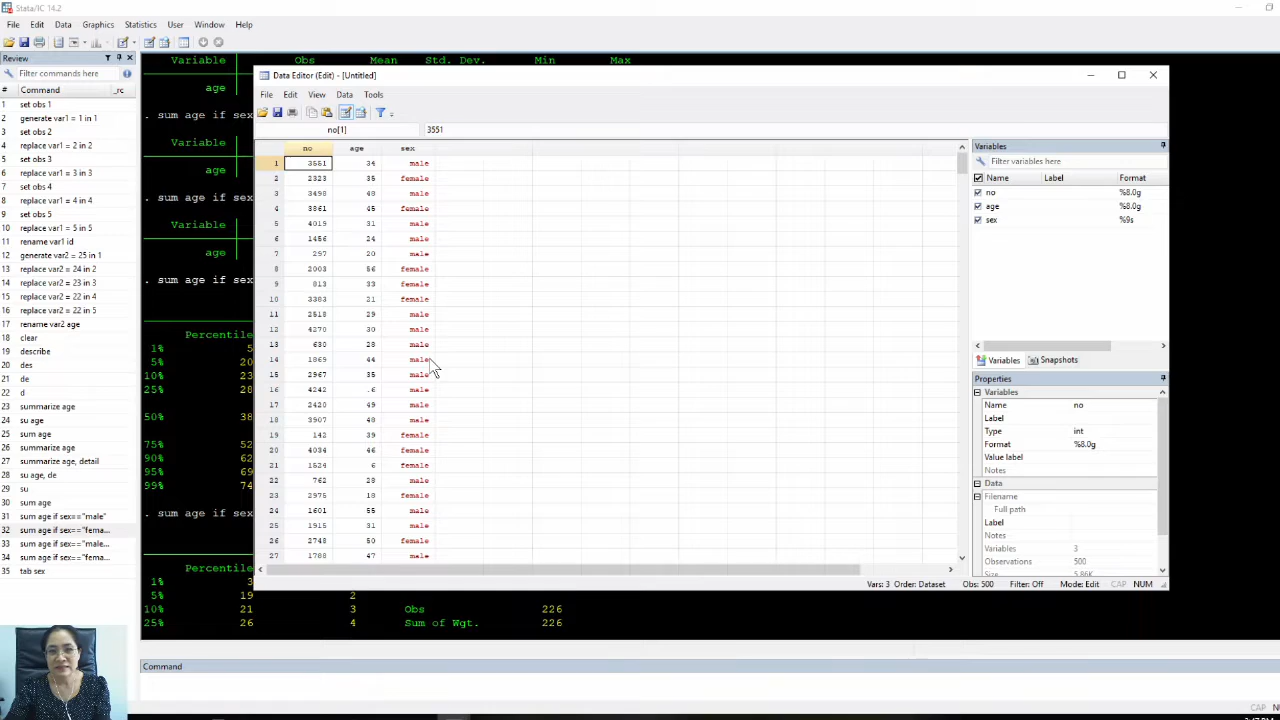 Stata/IC 14.2
File Edit Data Graphics Statistics User Window Help
Review
Filter commands here
# Command _rc
1 set obs 1
2 generate var1 = 1 in 1
3 set obs 2
4 replace var1 = 2 in 2
5 set obs 3
6 replace var1 = 3 in 3
7 set obs 4
8 replace var1 = 4 in 4
9 set obs 5
10 replace var1 = 5 in 5
11 rename var1 id
12 generate var2 = 25 in 1
13 replace var2 = 24 in 2
14 replace var2 = 23 in 3
15 replace var2 = 22 in 4
16 replace var2 = 22 in 5
17 rename var2 age
18 clear
19 describe
20 des
21 de
22 d
23 summarize age
24 su age
25 sum age
26 summarize age
27 summarize age, detail
28 su age, de
29 su
30 sum age
31 sum age if sex=="male"
32 sum age if sex=="fema...
33 sum age if sex=="male...
34 sum age if sex=="fema...
35 tab sex
Variable Obs Mean Std. Dev. Min Max
age
. sum age if sex
Variable
age
. sum age if sex
Variable
age
. sum age if sex
Percentile
1% 5
5% 20
10% 23
25% 28
50% 38
75% 52
90% 62
95% 69
99% 74
. sum age if sex
Percentile
1% 3
5% 19 2
10% 21 3 Obs 226
25% 26 4 Sum of Wgt. 226
Command
Data Editor (Edit) - [Untitled]
File Edit View Data Tools
no[1] 3551
no age sex
1 3551 34 male
2 2323 35 female
3 3498 48 male
4 3861 45 female
5 4019 31 male
6 1456 24 male
7 297 20 male
8 2003 56 female
9 813 33 female
10 3383 21 female
11 2518 29 male
12 4270 30 male
13 630 28 male
14 1869 44 male
15 2967 35 male
16 4242 .6 male
17 2420 49 male
18 3907 48 male
19 142 39 female
20 4034 46 female
21 1524 6 female
22 762 28 male
23 2975 18 female
24 1601 55 male
25 1915 31 male
26 2748 50 female
27 1788 47 male
Variables
Filter variables here
Name Label Format
no %8.0g
age %8.0g
sex %9s
Variables Snapshots
Properties
Variables
Name no
Label
Type int
Format %8.0g
Value label
Notes
Data
Filename
Full path
Label
Notes
Variables 3
Observations 500
Size 5.86K
Vars: 3 Order: Dataset Obs: 500 Filter: Off Mode: Edit CAP NUM
CAP